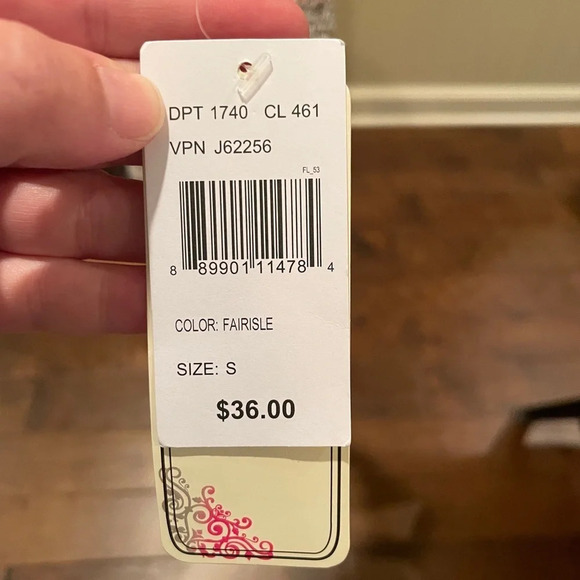 DPT 1740 CL 461
VPN J62256
FL_53
8 89901 11478 4
COLOR: FAIRISLE
SIZE: S
$36.00